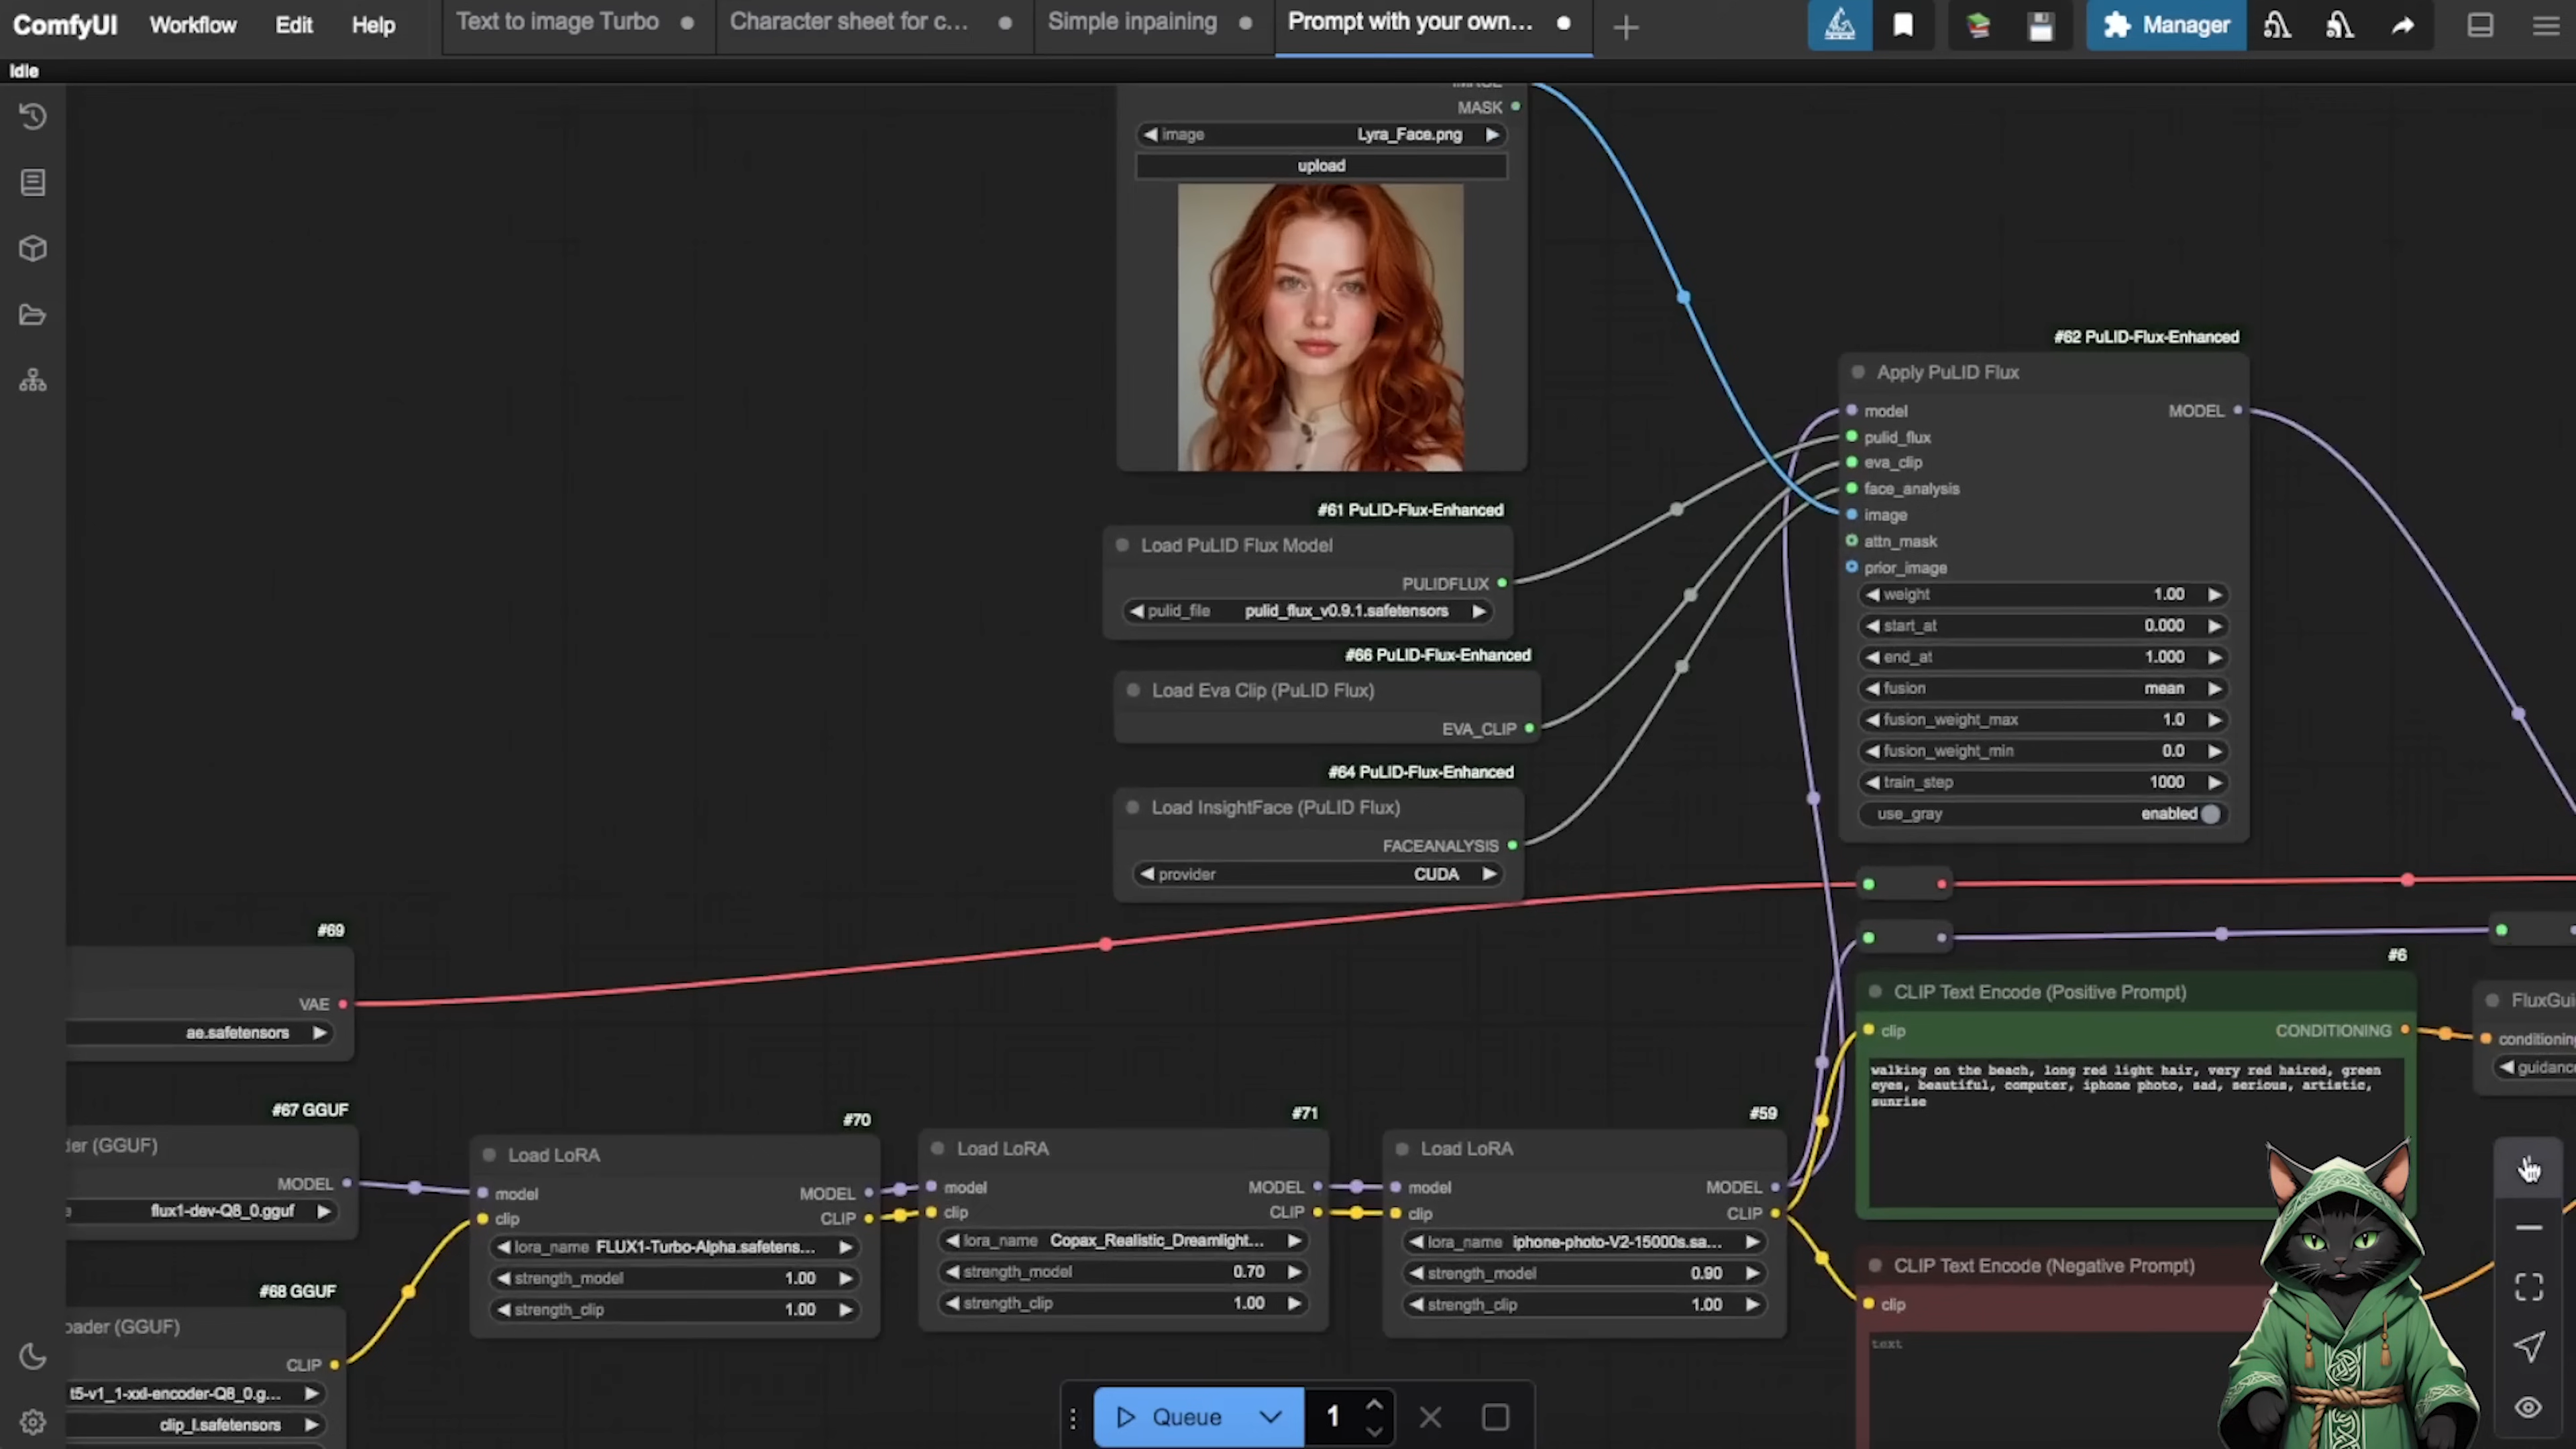 ComfyUI
Workflow
Edit
Help
Text to image Turbo
Character sheet for c...
Simple inpaining
Prompt with your own...
Manager
Idle
MASK
image Lyra_Face.png
upload
#62 PuLID-Flux-Enhanced
Apply PuLID Flux
model MODEL
pulid_flux
eva_clip
face_analysis
image
attn_mask
prior_image
weight 1.00
start_at 0.000
end_at 1.000
fusion mean
fusion_weight_max 1.0
fusion_weight_min 0.0
train_step 1000
use_gray enabled
#61 PuLID-Flux-Enhanced
Load PuLID Flux Model
PULIDFLUX
pulid_file pulid_flux_v0.9.1.safetensors
#66 PuLID-Flux-Enhanced
Load Eva Clip (PuLID Flux)
EVA_CLIP
#64 PuLID-Flux-Enhanced
Load InsightFace (PuLID Flux)
FACEANALYSIS
provider CUDA
#69
VAE
ae.safetensors
#67 GGUF
der (GGUF)
MODEL
flux1-dev-Q8_0.gguf
#68 GGUF
oader (GGUF)
CLIP
t5-v1_1-xxl-encoder-Q8_0.g...
clip_l.safetensors
#70
Load LoRA
model MODEL
clip CLIP
lora_name FLUX1-Turbo-Alpha.safetens...
strength_model 1.00
strength_clip 1.00
#71
Load LoRA
model MODEL
clip CLIP
lora_name Copax_Realistic_Dreamlight...
strength_model 0.70
strength_clip 1.00
#59
Load LoRA
model MODEL
clip CLIP
lora_name iphone-photo-V2-15000s.sa...
strength_model 0.90
strength_clip 1.00
#6
CLIP Text Encode (Positive Prompt)
clip CONDITIONING
walking on the beach, long red light hair, very red haired, green
eyes, beautiful, computer, iphone photo, sad, serious, artistic,
sunrise
FluxGui
conditioning
guidanc
CLIP Text Encode (Negative Prompt)
clip
text
Queue
1